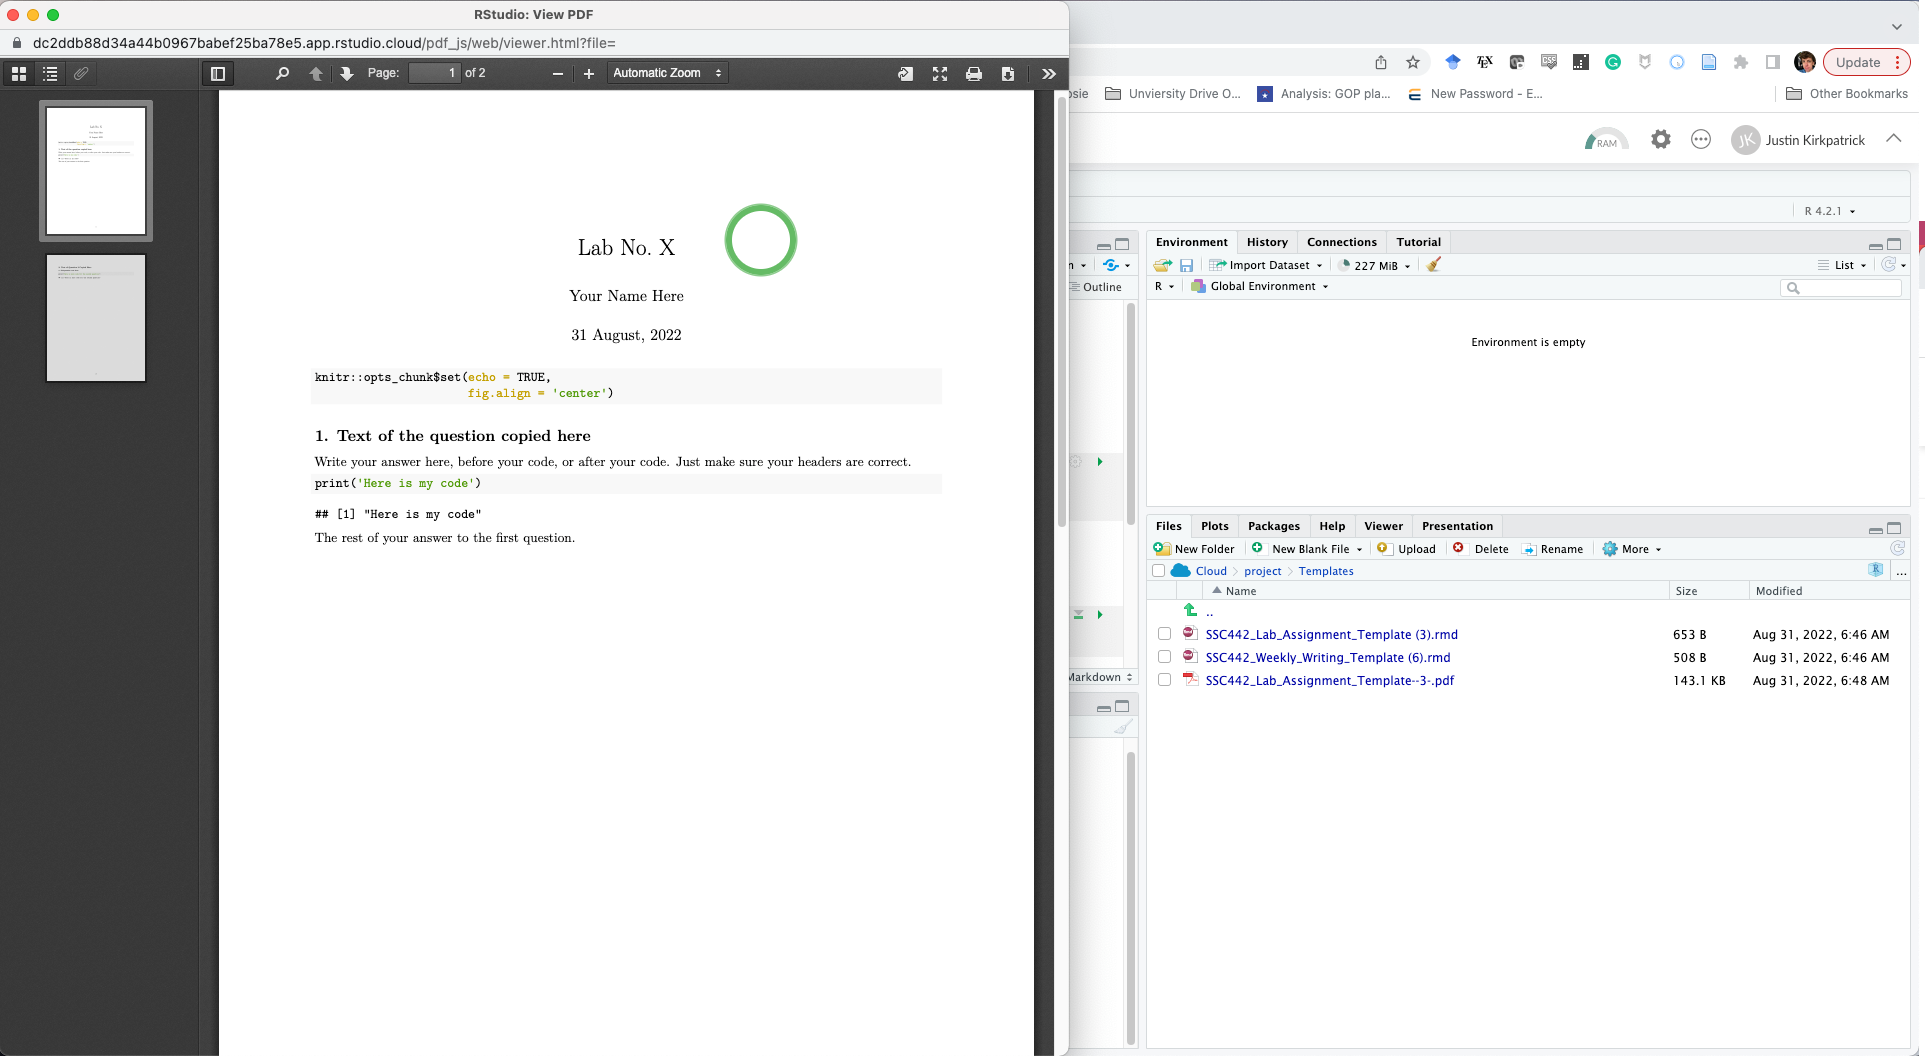 RStudio: View PDF
dc2ddb88d34a44b0967babef25ba78e5.app.rstudio.cloud/pdf_js/web/viewer.html?file=
Page: 1 of 2
Automatic Zoom
Lab No. X
Your Name Here
31 August, 2022
knitr::opts_chunk$set(echo = TRUE,
fig.align = 'center')
1. Text of the question copied here
Write your answer here, before your code, or after your code. Just make sure your headers are correct.
print('Here is my code')
## [1] "Here is my code"
The rest of your answer to the first question.
Update
Unviersity Drive O...
Analysis: GOP pla...
New Password - E...
Other Bookmarks
RAM
JK
Justin Kirkpatrick
R 4.2.1
Outline
Markdown
Environment History Connections Tutorial
Import Dataset 227 MiB List
R Global Environment
Environment is empty
Files Plots Packages Help Viewer Presentation
New Folder New Blank File Upload Delete Rename More
Cloud project Templates ...
Name Size Modified
..
SSC442_Lab_Assignment_Template (3).rmd 653 B Aug 31, 2022, 6:46 AM
SSC442_Weekly_Writing_Template (6).rmd 508 B Aug 31, 2022, 6:46 AM
SSC442_Lab_Assignment_Template--3-.pdf 143.1 KB Aug 31, 2022, 6:48 AM